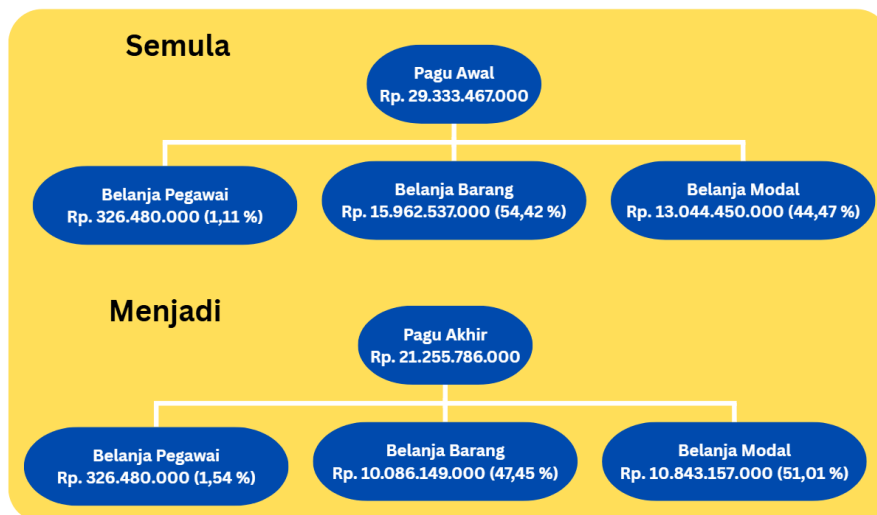 Semula
Pagu Awal
Rp. 29.333.467.000
Belanja Pegawai
Rp. 326.480.000 (1,11 %)
Belanja Barang
Rp. 15.962.537.000 (54,42 %)
Belanja Modal
Rp. 13.044.450.000 (44,47 %)
Menjadi
Pagu Akhir
Rp. 21.255.786.000
Belanja Pegawai
Rp. 326.480.000 (1,54 %)
Belanja Barang
Rp. 10.086.149.000 (47,45 %)
Belanja Modal
Rp. 10.843.157.000 (51,01 %)